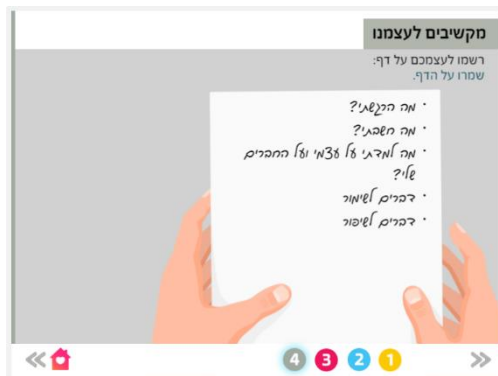 מקשיבים לעצמנו
רשמו לעצמכם על דף:
שמרו על הדף.
· מה הרגשתי?
· מה חשבתי?
· מה למדתי על עצמי ועל החברים
שלי?
· דברים לשימור
· דברים לשיפור
4 3 2 1